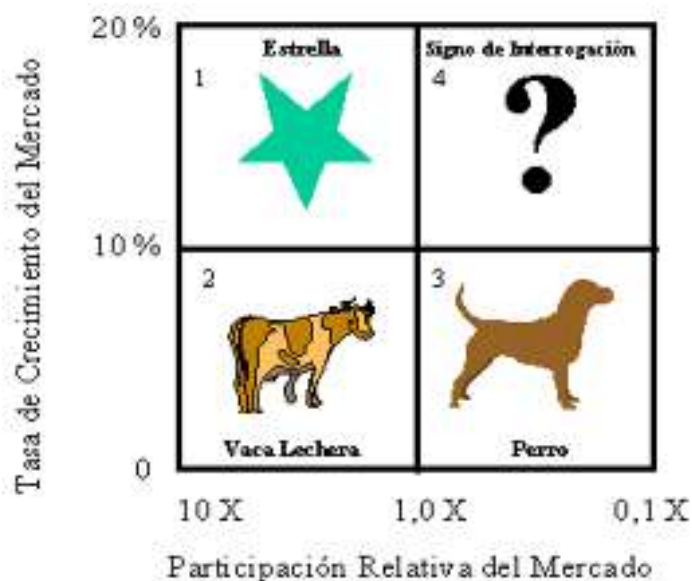 Tasa de Crecimiento del Mercado
20%
Estrella
Signo de Interrogación
1
4
?
10%
2
3
Vaca Lechera
Perro
0
10 X
1,0 X
0,1 X
Participación Relativa del Mercado